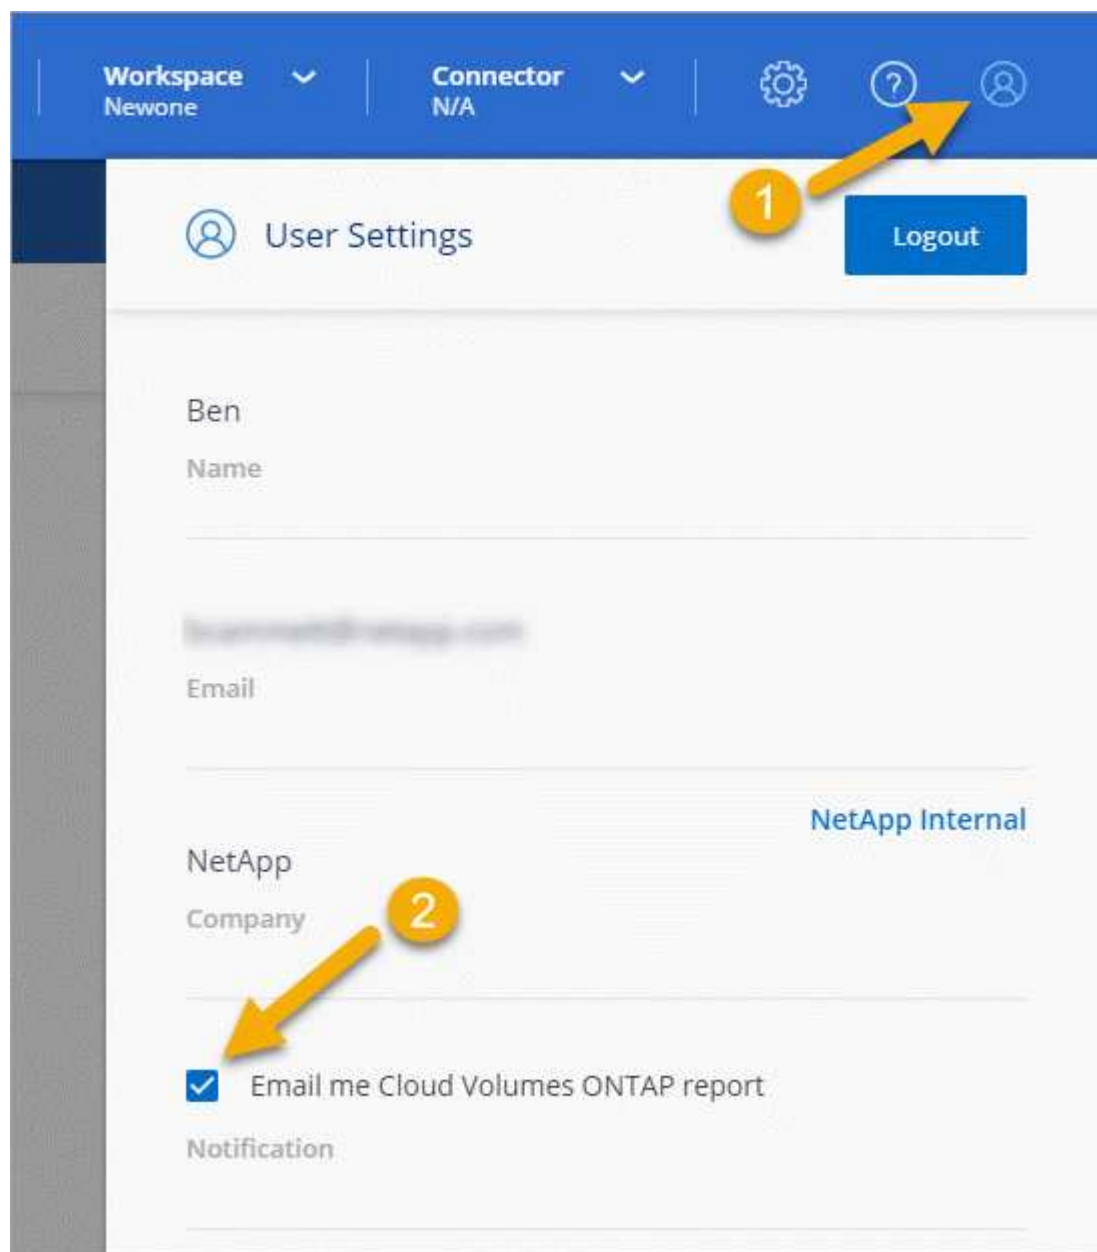 Workspace
Newone
Connector
N/A
?
1
User Settings
Logout
Ben
Name
Email
NetApp Internal
NetApp
Company
2
Email me Cloud Volumes ONTAP report
Notification